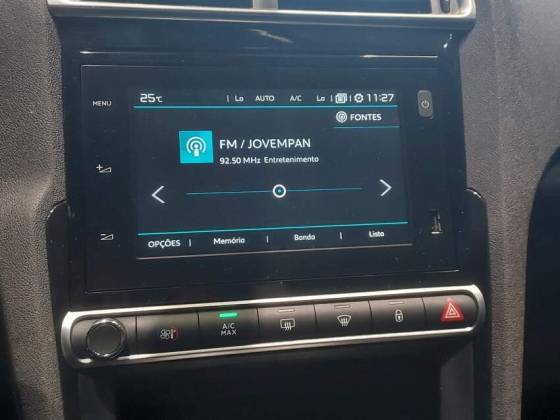 MENU
25°C | Lo AUTO A/C Lo | | 11:27
FONTES
FM / JOVEMPAN
92.50 MHz Entretenimento
OPÇÕES | Memória | Banda | Lista
A/C
MAX